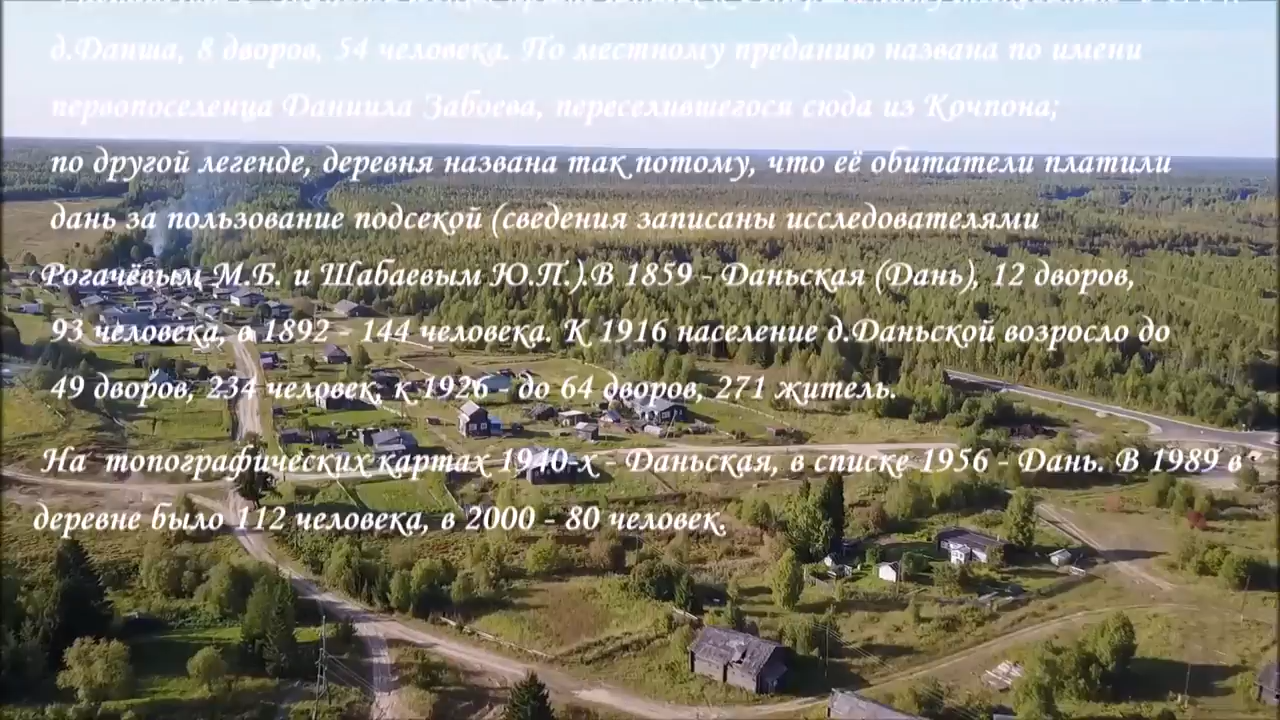 д.Данша, 8 дворов, 54 человека. По местному преданию названа по имени
первопоселенца Даниила Забоева, переселившегося сюда из Кочпона;
по другой легенде, деревня названа так потому, что её обитатели платили
дань за пользование подсекой (сведения записаны исследователями
Рогачёвым М.Б. и Шабаевым Ю.П.).В 1859 - Даньская (Дань), 12 дворов,
93 человека, в 1892 - 144 человека. К 1916 население д.Даньской возросло до
49 дворов, 234 человек, к 1926 - до 64 дворов, 271 житель.
На топографических картах 1940-х - Даньская, в списке 1956 - Дань. В 1989 в
деревне было 112 человека, в 2000 - 80 человек.